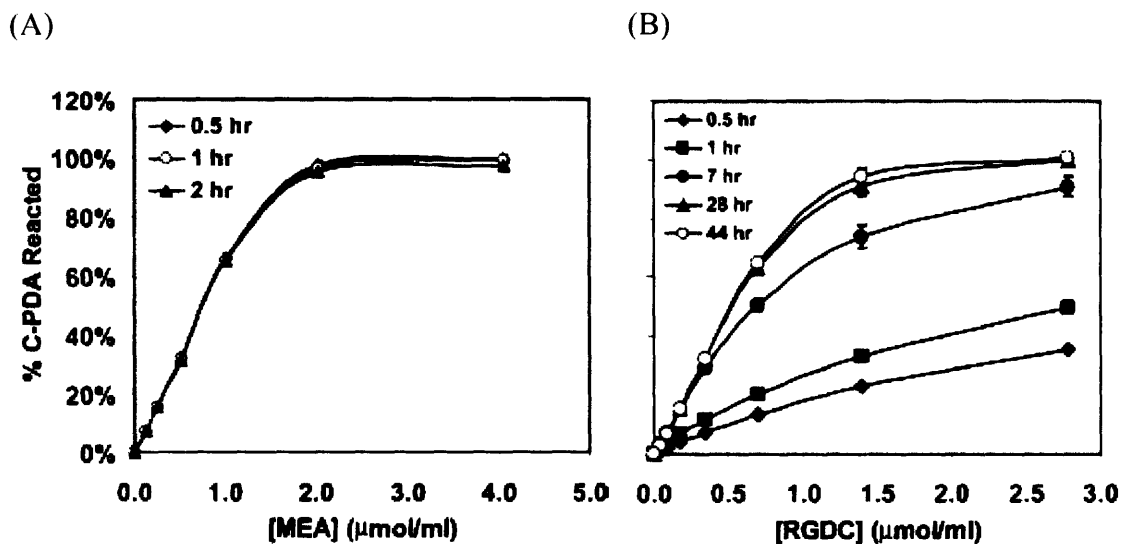 (A)
(B)
120%
100%
80%
60%
40%
20%
0%
% C-PDA Reacted
0.5 hr
1 hr
2 hr
0.0 1.0 2.0 3.0 4.0 5.0
[MEA] (μmol/ml)
0.5 hr
1 hr
7 hr
28 hr
44 hr
0.0 0.5 1.0 1.5 2.0 2.5 3.0
[RGDC] (μmol/ml)